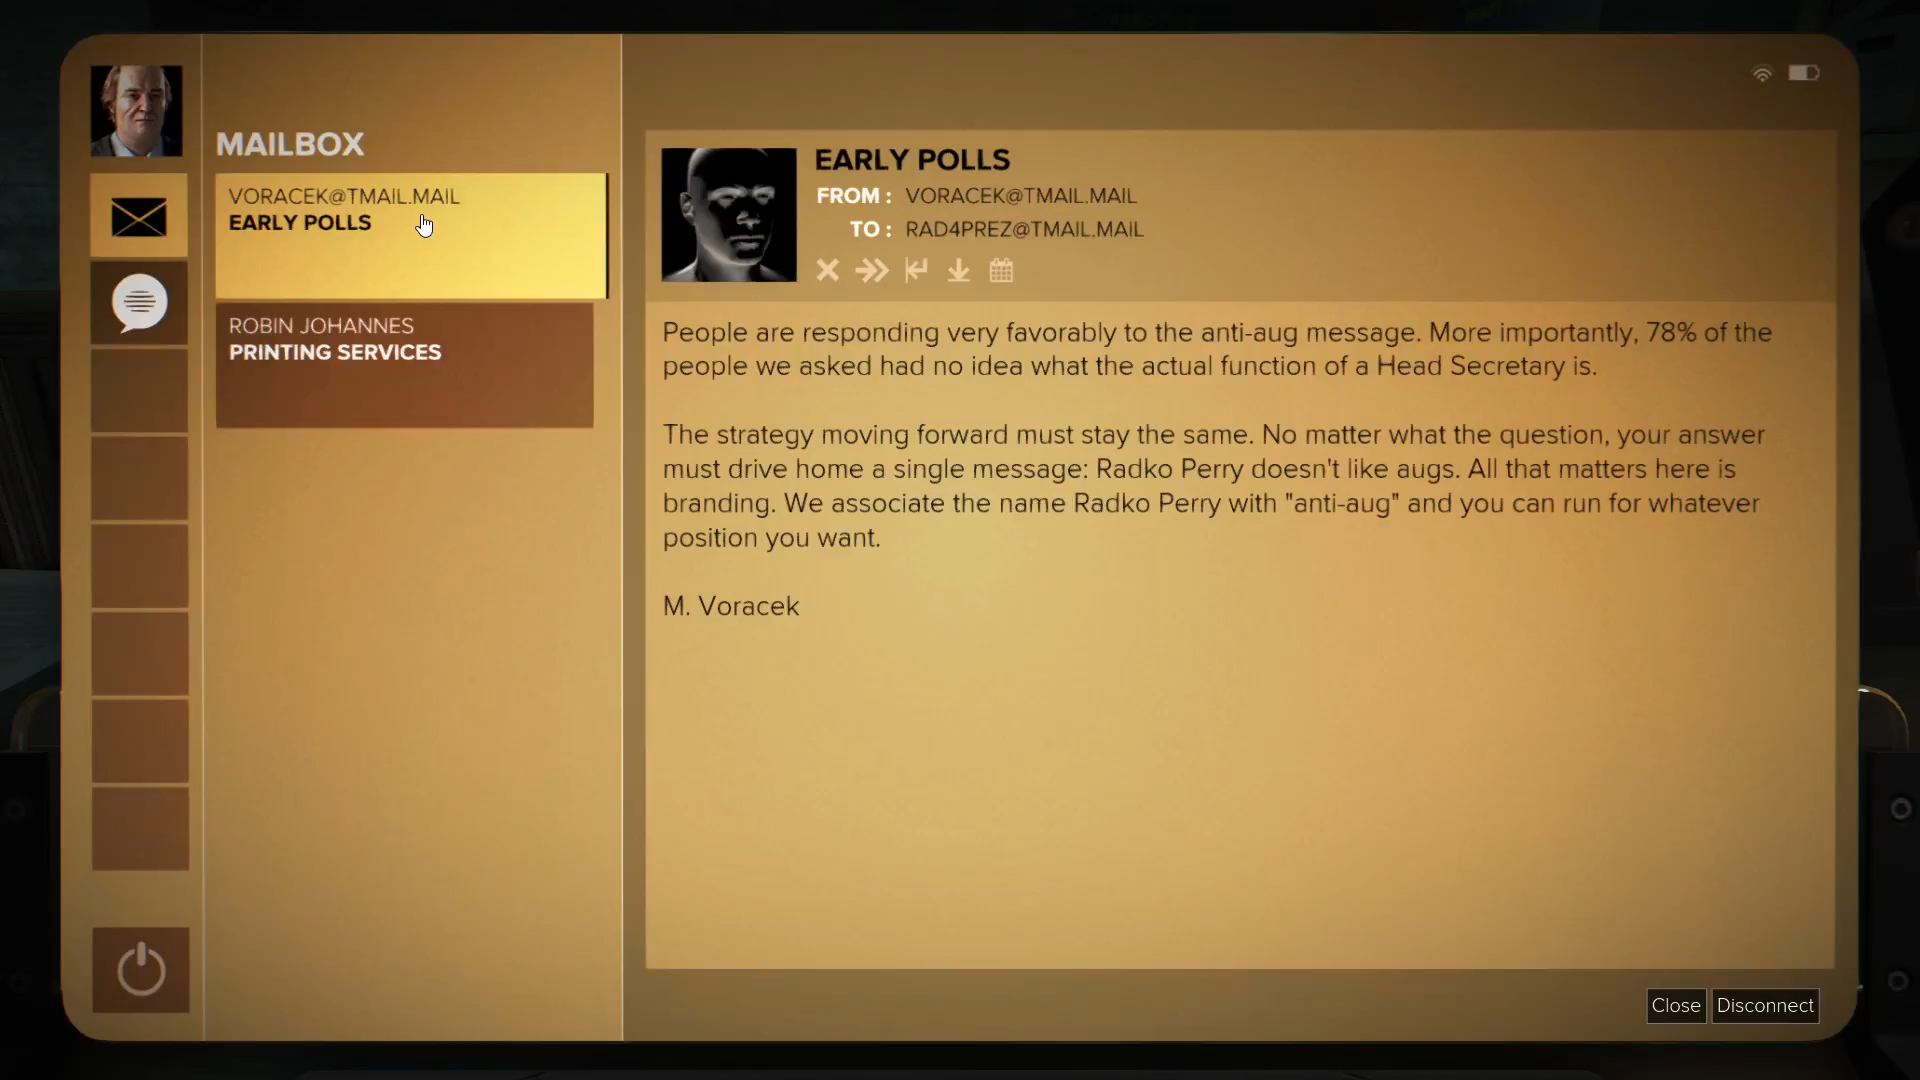 MAILBOX
VORACEK@TMAIL.MAIL
EARLY POLLS
ROBIN JOHANNES
PRINTING SERVICES
EARLY POLLS
FROM : VORACEK@TMAIL.MAIL
TO : RAD4PREZ@TMAIL.MAIL
People are responding very favorably to the anti-aug message. More importantly, 78% of the
people we asked had no idea what the actual function of a Head Secretary is.
The strategy moving forward must stay the same. No matter what the question, your answer
must drive home a single message: Radko Perry doesn't like augs. All that matters here is
branding. We associate the name Radko Perry with "anti-aug" and you can run for whatever
position you want.
M. Voracek
Close Disconnect